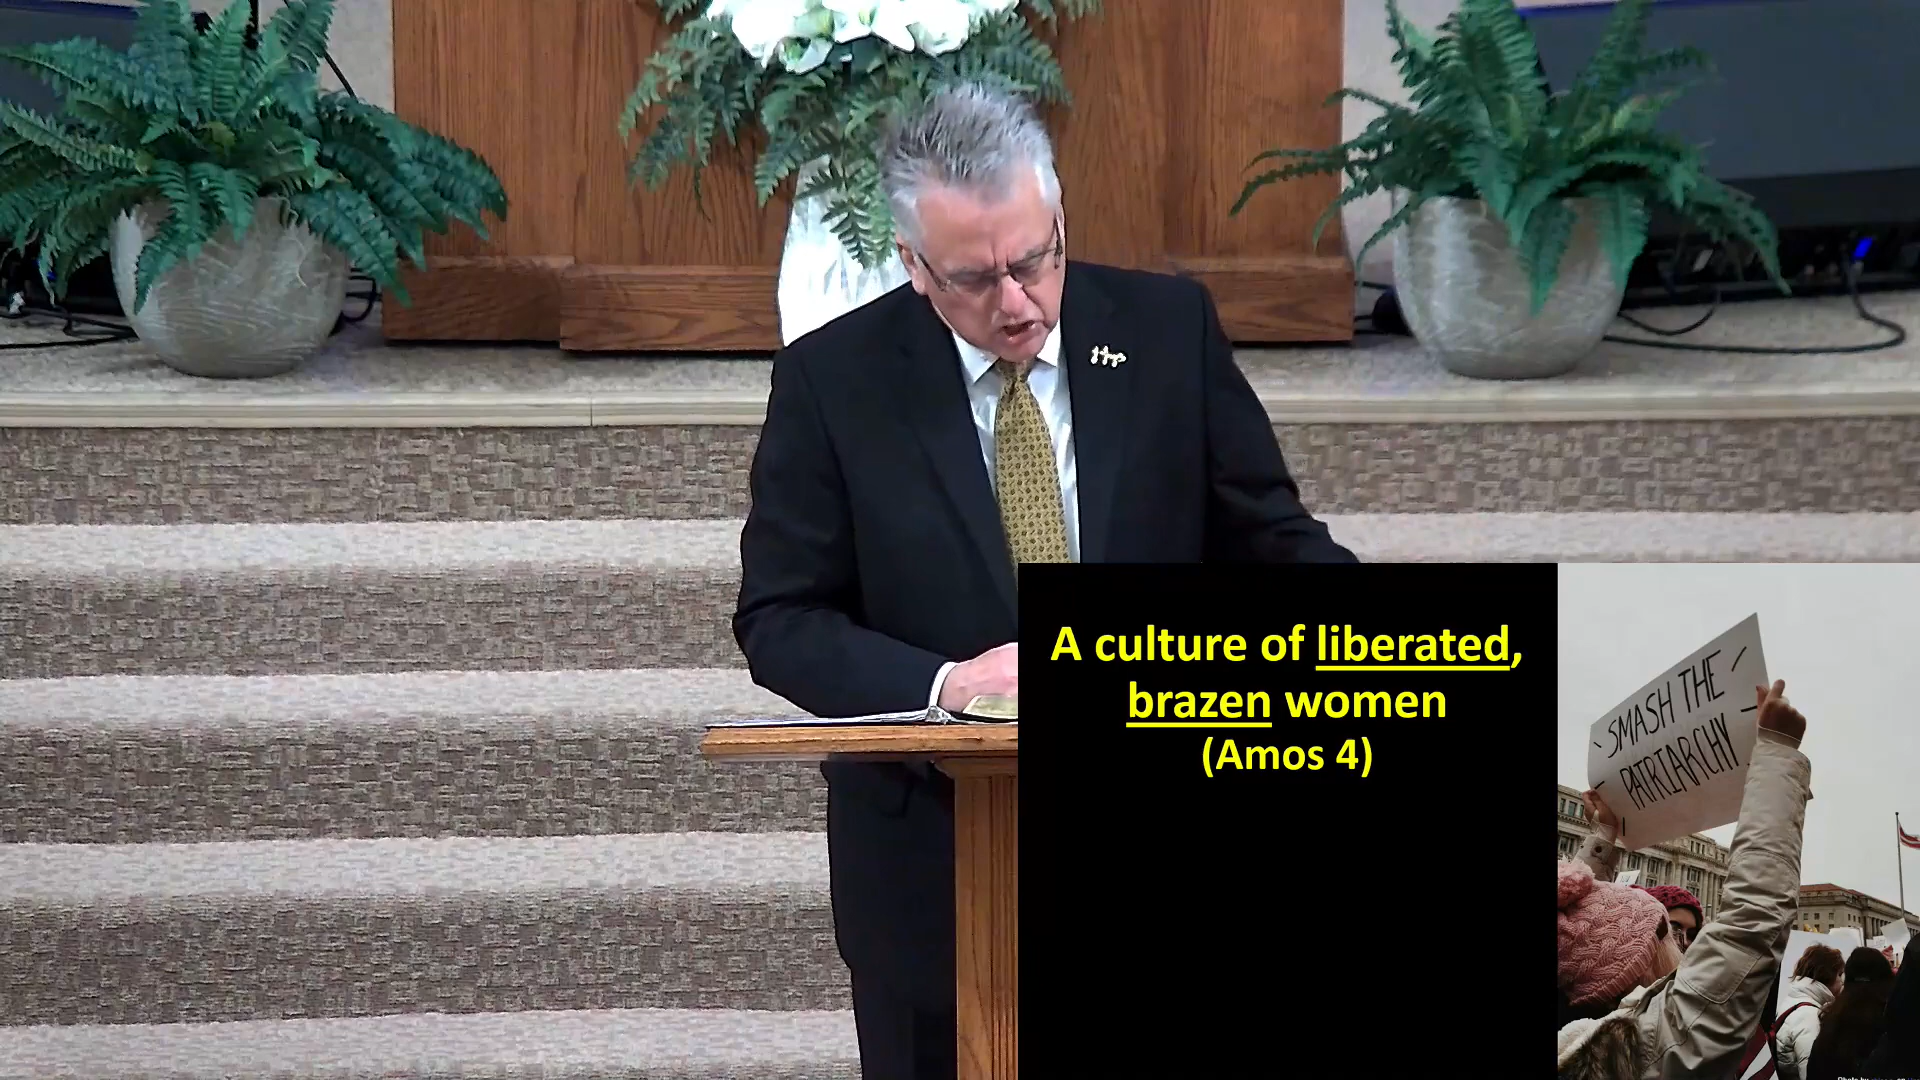 A culture of liberated,
brazen women
(Amos 4)
SMASH THE
PATRIARCHY